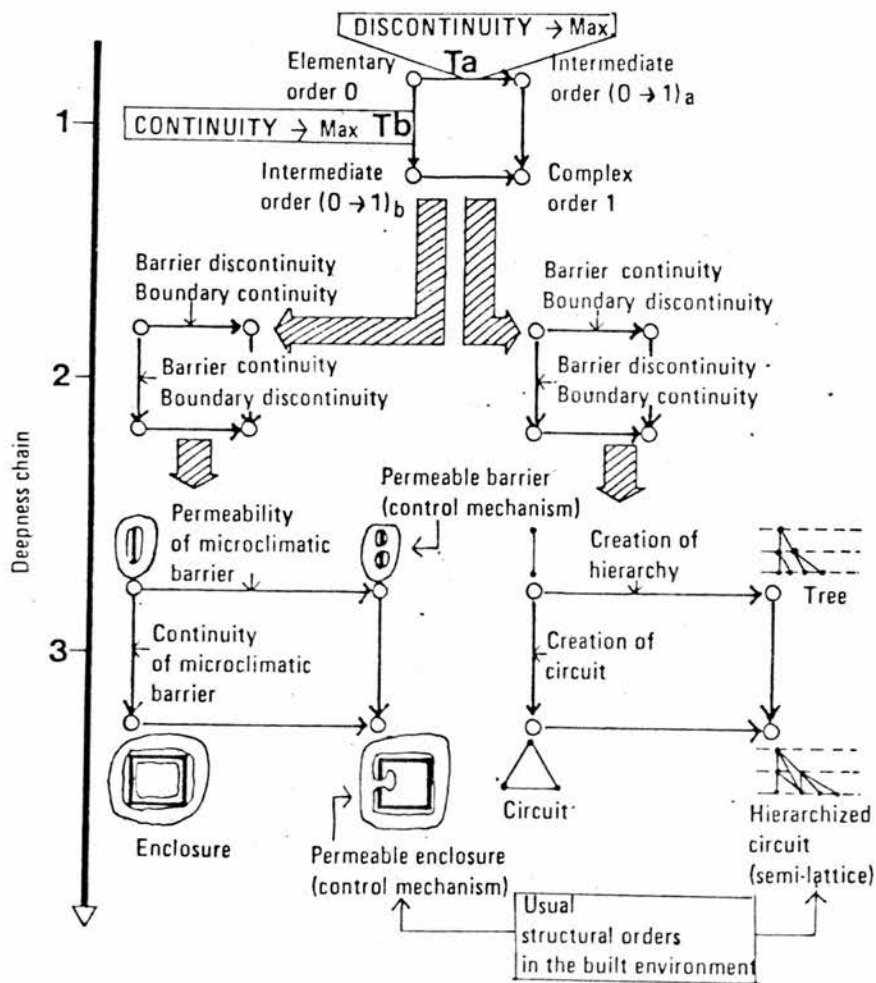 DISCONTINUITY → Max
Ta
Elementary
order 0
Intermediate
order (0 → 1)a
1
CONTINUITY → Max Tb
Intermediate
order (0 → 1)b
Complex
order 1
Barrier discontinuity
Boundary continuity
Barrier continuity
Boundary discontinuity
2
Barrier continuity
Boundary discontinuity
Barrier discontinuity
Boundary continuity
Deepness chain
Permeable barrier
(control mechanism)
Permeability
of microclimatic
barrier
Creation of
hierarchy
Tree
3
Continuity
of microclimatic
barrier
Creation of
circuit
Enclosure
Permeable enclosure
(control mechanism)
Circuit
Hierarchized
circuit
(semi-lattice)
Usual
structural orders
in the built environment